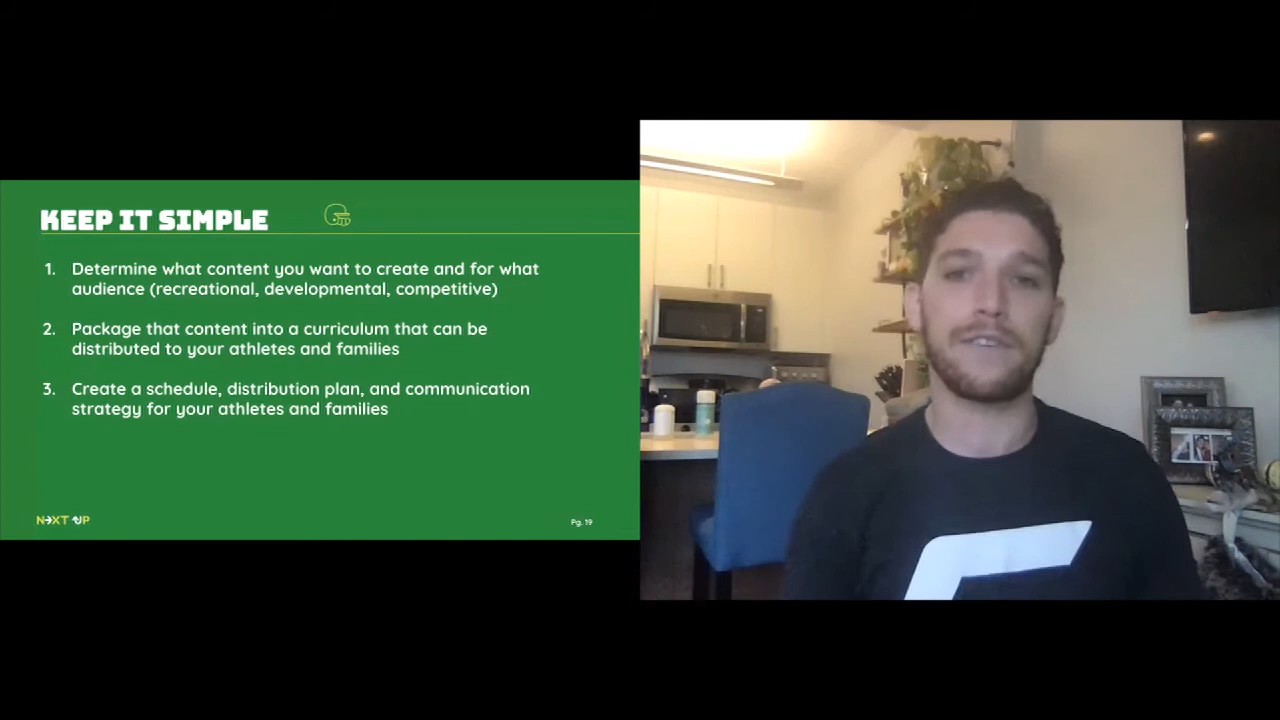 KEEP IT SIMPLE
1. Determine what content you want to create and for what
audience (recreational, developmental, competitive)
2. Package that content into a curriculum that can be
distributed to your athletes and families
3. Create a schedule, distribution plan, and communication
strategy for your athletes and families
NEXT UP
Pg. 19